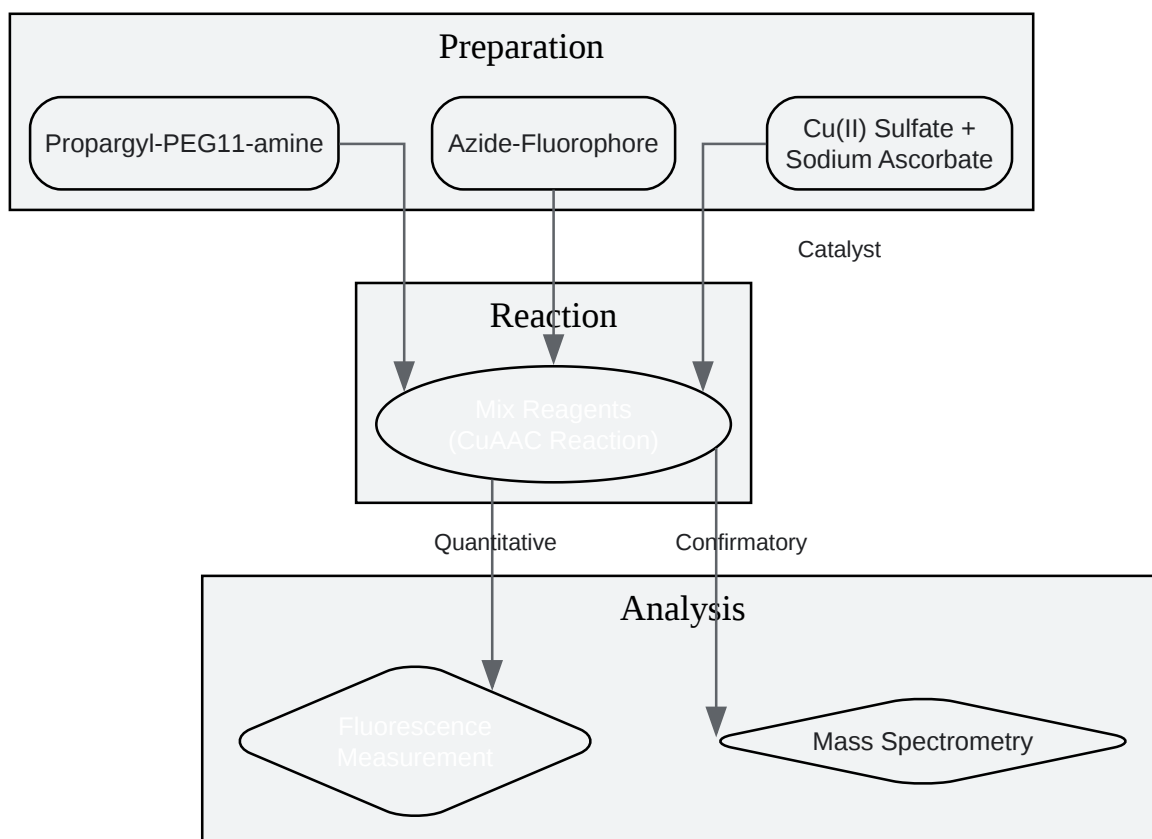 Preparation
Propargyl-PEG11-amine
Azide-Fluorophore
Cu(II) Sulfate +
Sodium Ascorbate
Catalyst
Reaction
Mix Reagents
(CuAAC Reaction)
Quantitative
Confirmatory
Analysis
Fluorescence
Measurement
Mass Spectrometry